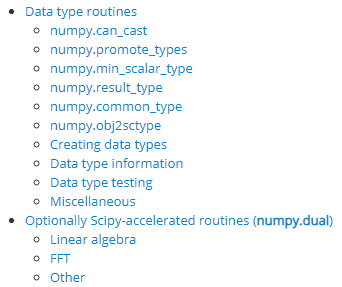 Data type routines
numpy.can_cast
numpy.promote_types
numpy.min_scalar_type
numpy.result_type
numpy.common_type
numpy.obj2sctype
Creating data types
Data type information
Data type testing
Miscellaneous
Optionally Scipy-accelerated routines (numpy.dual)
Linear algebra
FFT
Other